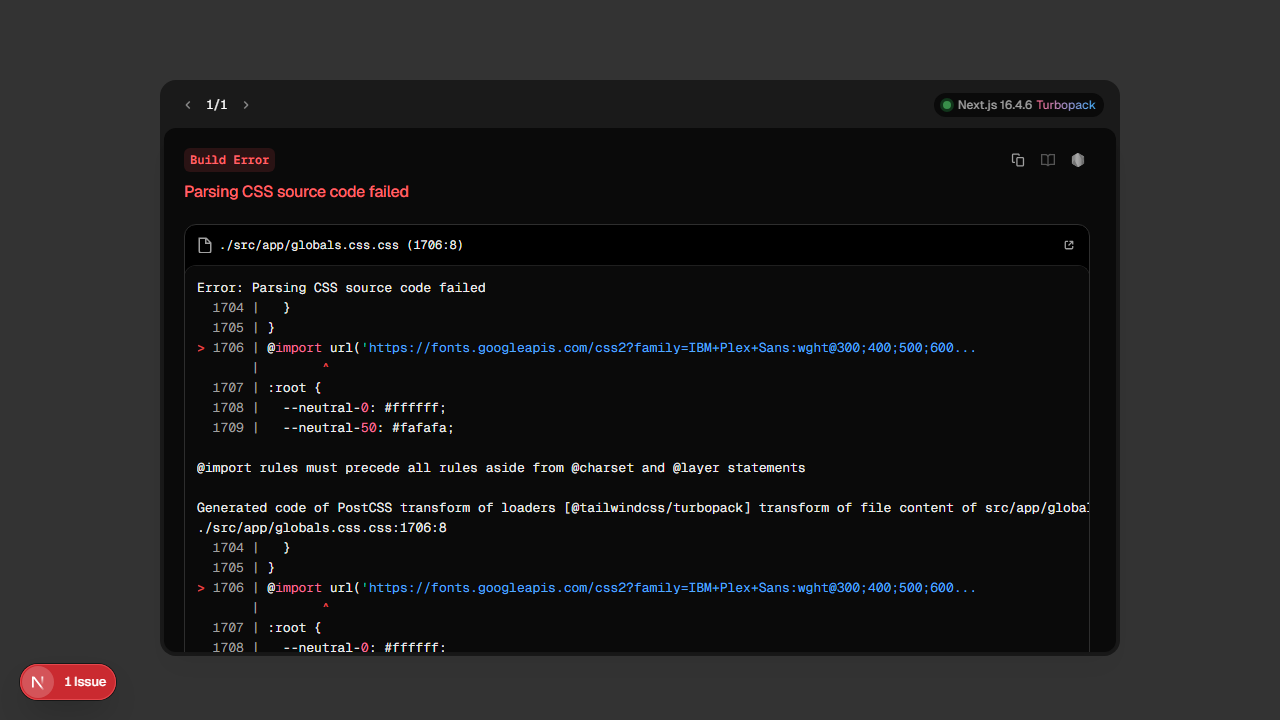 1/1
Next.js 16.4.6 Turbopack
Build Error
Parsing CSS source code failed
./src/app/globals.css.css (1706:8)
Error: Parsing CSS source code failed
1704 |   }
1705 | }
> 1706 | @import url('https://fonts.googleapis.com/css2?family=IBM+Plex+Sans:wght@300;400;500;600...
|        ^
1707 | :root {
1708 |   --neutral-0: #ffffff;
1709 |   --neutral-50: #fafafa;
@import rules must precede all rules aside from @charset and @layer statements
Generated code of PostCSS transform of loaders [@tailwindcss/turbopack] transform of file content of src/app/global
./src/app/globals.css.css:1706:8
1704 |   }
1705 | }
> 1706 | @import url('https://fonts.googleapis.com/css2?family=IBM+Plex+Sans:wght@300;400;500;600...
|        ^
1707 | :root {
1708 |   --neutral-0: #ffffff;
N 1 Issue